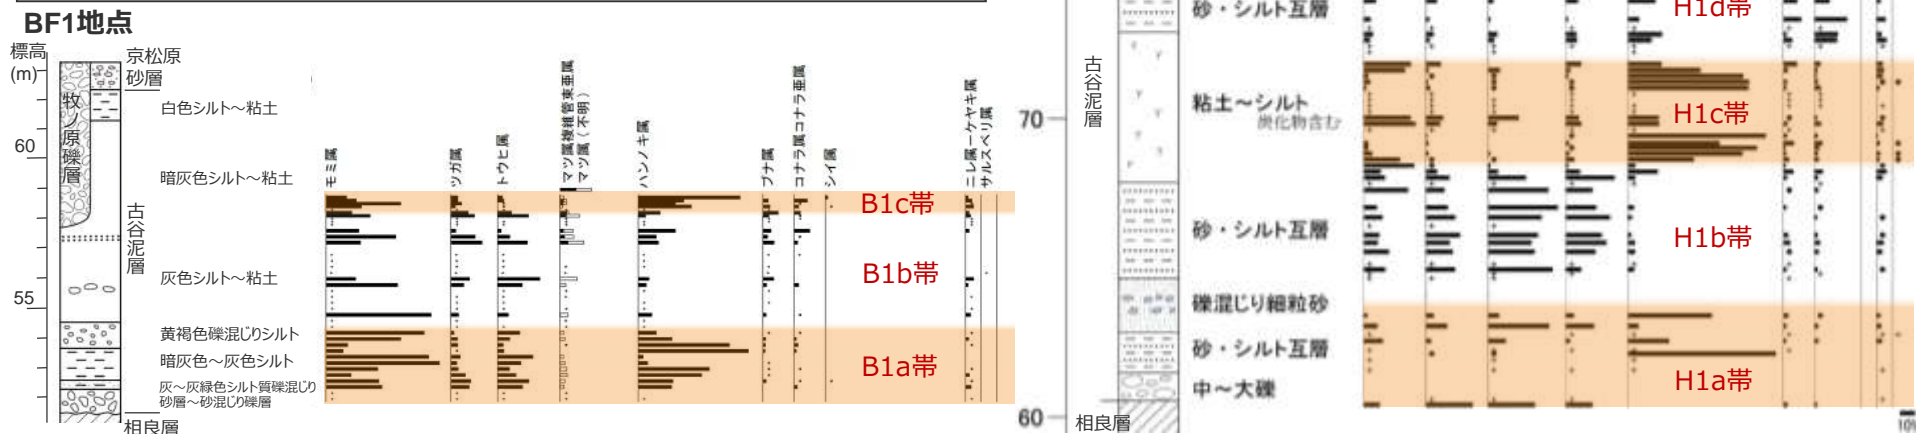 BF1地点
標高
(m)
60
55
牧ノ原礫層
京松原
砂層
白色シルト～粘土
暗灰色シルト～粘土
古谷泥層
灰色シルト～粘土
黄褐色礫混じりシルト
暗灰色～灰色シルト
灰～灰緑色シルト質礫混じり
砂層～砂混じり礫層
相良層
モミ属
ツガ属
トウヒ属
マツ属複維管束亜属
マツ属（不明）
ハンノキ属
ブナ属
コナラ属コナラ亜属
シイ属
ニレ属－ケヤキ属
サルスベリ属
B1c帯
B1b帯
B1a帯
70
60
古谷泥層
相良層
砂・シルト互層
粘土～シルト
炭化物含む
砂・シルト互層
礫混じり細粒砂
砂・シルト互層
中～大礫
H1d帯
H1c帯
H1b帯
H1a帯